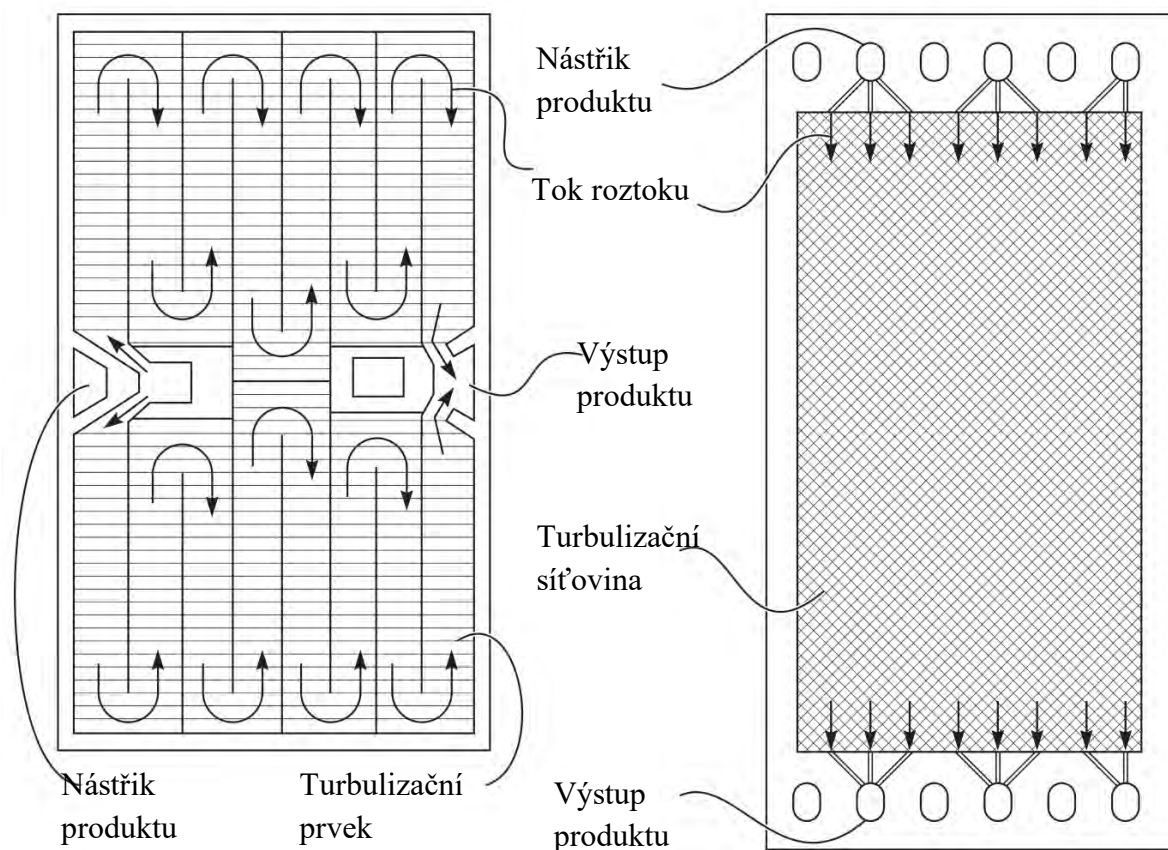 Nástřik
produktu
Tok roztoku
Výstup
produktu
Turbulizační
síťovina
Nástřik
produktu
Turbulizační
prvek
Výstup
produktu